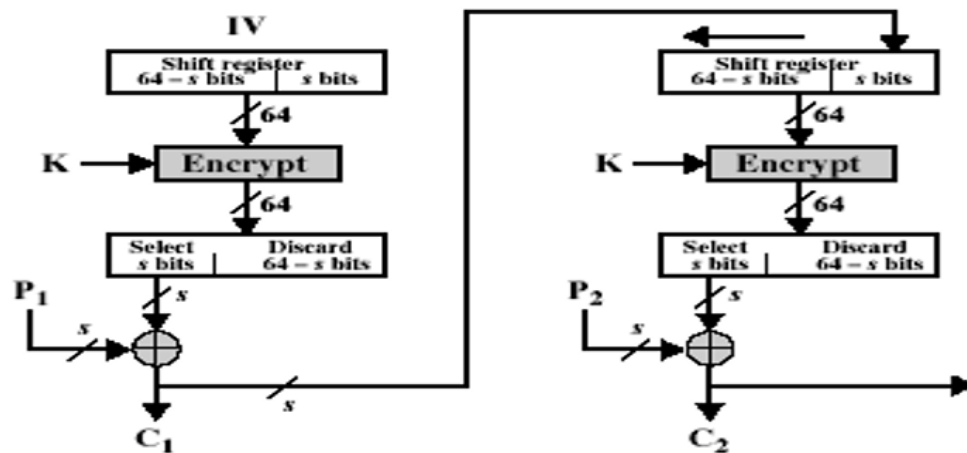 IV
Shift register
64 – s bits | s bits
64
K
Encrypt
64
Select
s bits
Discard
64 – s bits
s
P1
s
s
C1
Shift register
64 – s bits | s bits
64
K
Encrypt
64
Select
s bits
Discard
64 – s bits
s
P2
s
C2